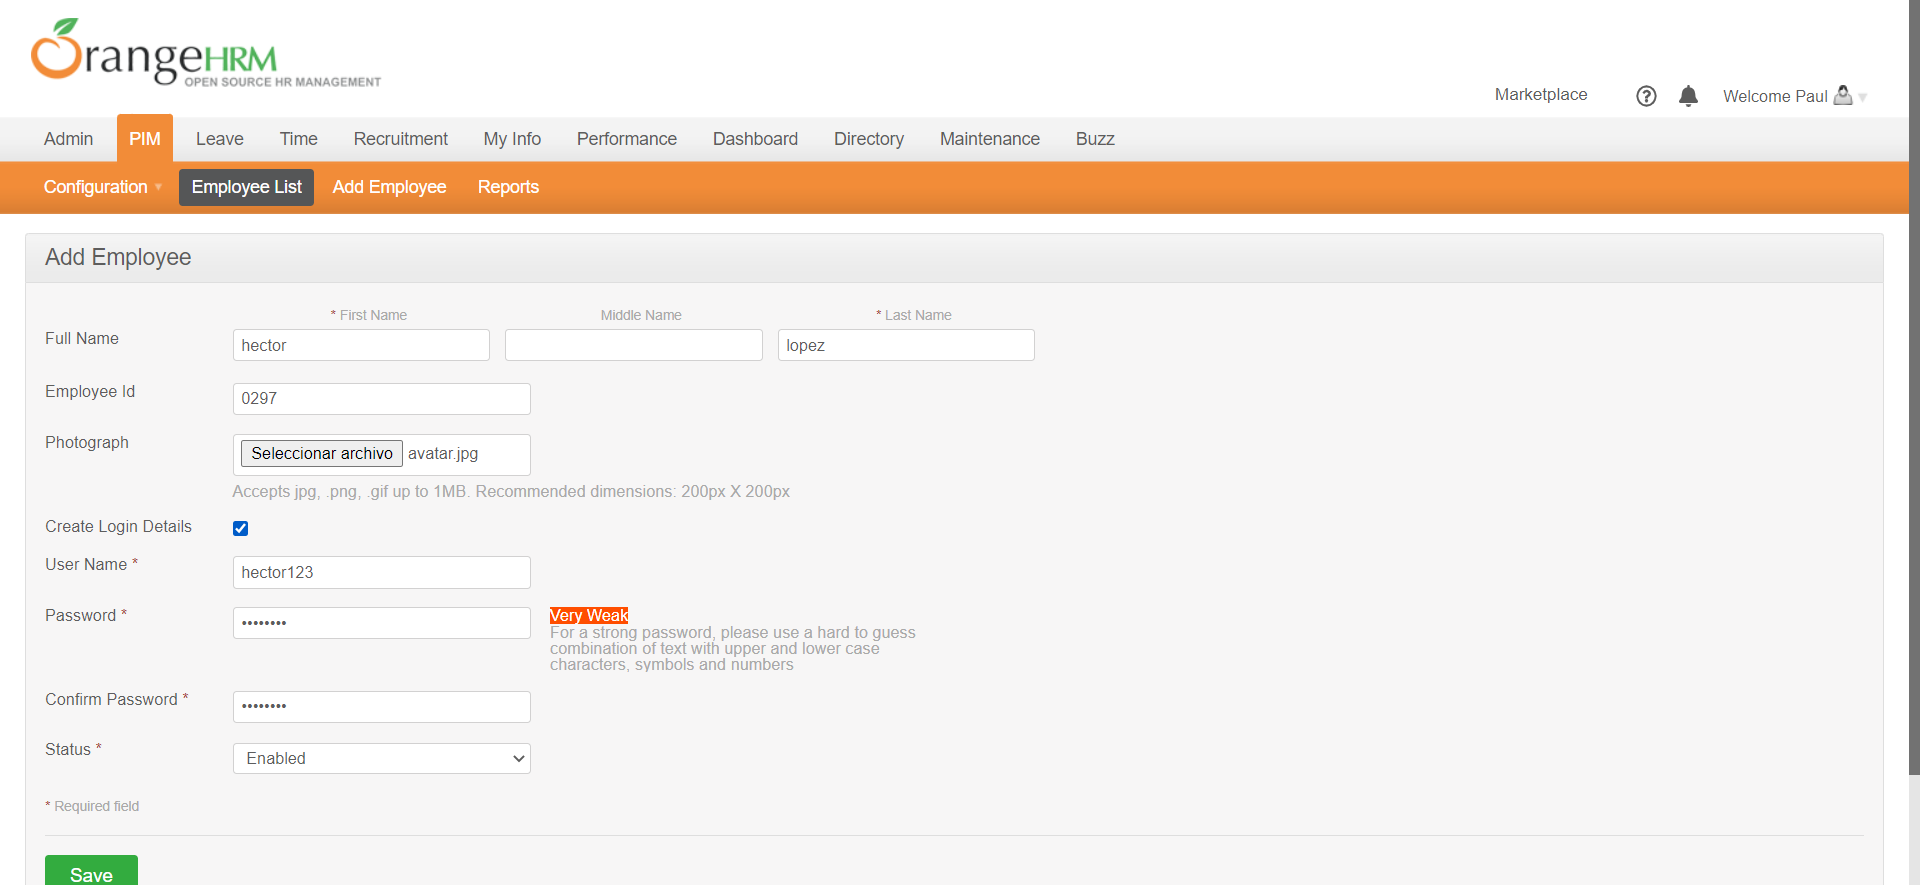 OrangeHRM
OPEN SOURCE HR MANAGEMENT
Marketplace
Welcome Paul
Admin PIM Leave Time Recruitment My Info Performance Dashboard Directory Maintenance Buzz
Configuration Employee List Add Employee Reports
Add Employee
* First Name Middle Name * Last Name
Full Name hector lopez
Employee Id 0297
Photograph Seleccionar archivo avatar.jpg
Accepts jpg, .png, .gif up to 1MB. Recommended dimensions: 200px X 200px
Create Login Details
User Name * hector123
Password * •••••••• Very Weak
For a strong password, please use a hard to guess
combination of text with upper and lower case
characters, symbols and numbers
Confirm Password * ••••••••
Status * Enabled
* Required field
Save